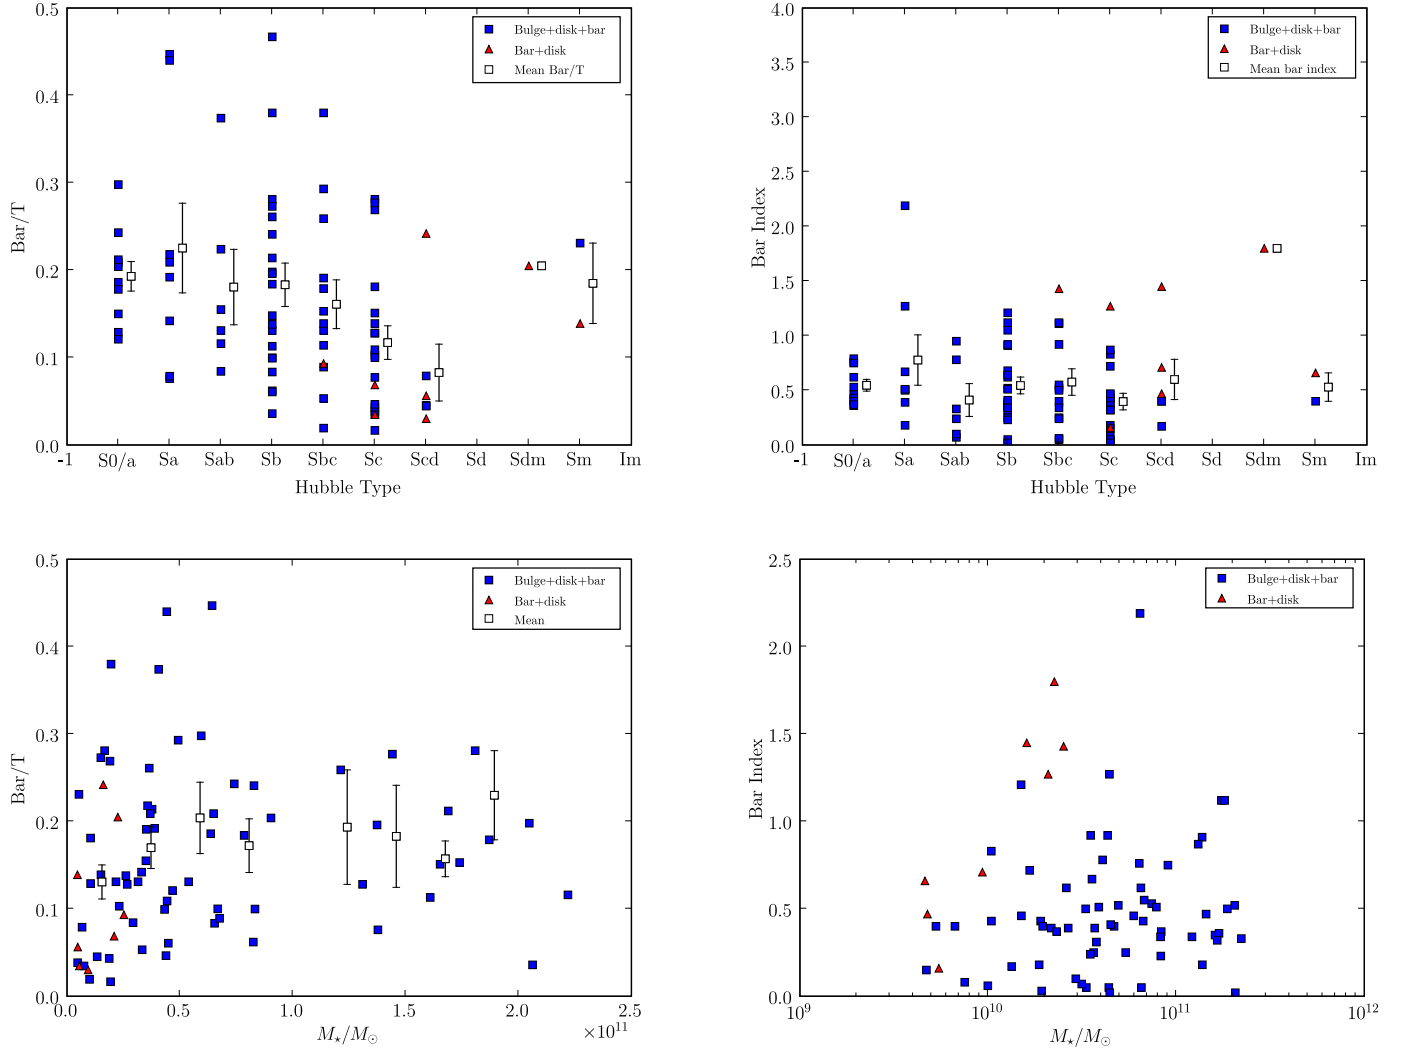 0.5
0.4
0.3
0.2
0.1
0.0
Bar/T
Bulge+disk+bar
Bar+disk
Mean Bar/T
-1 S0/a Sa Sab Sb Sbc Sc Scd Sd Sdm Sm Im
Hubble Type
4.0
3.5
3.0
2.5
2.0
1.5
1.0
0.5
0.0
Bar Index
Bulge+disk+bar
Bar+disk
Mean bar index
-1 S0/a Sa Sab Sb Sbc Sc Scd Sd Sdm Sm Im
Hubble Type
0.5
0.4
0.3
0.2
0.1
0.0
Bar/T
Bulge+disk+bar
Bar+disk
Mean
0.0 0.5 1.0 1.5 2.0 2.5
×10¹¹
M⋆/M⊙
2.5
2.0
1.5
1.0
0.5
0.0
Bar Index
Bulge+disk+bar
Bar+disk
10⁹ 10¹⁰ 10¹¹ 10¹²
M⋆/M⊙